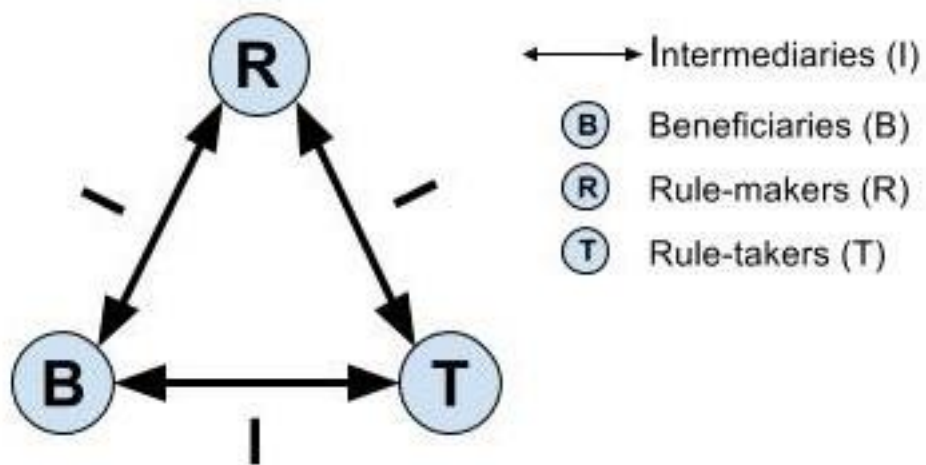 R
Intermediaries (I)
B Beneficiaries (B)
I
I
R Rule-makers (R)
T Rule-takers (T)
B
T
I